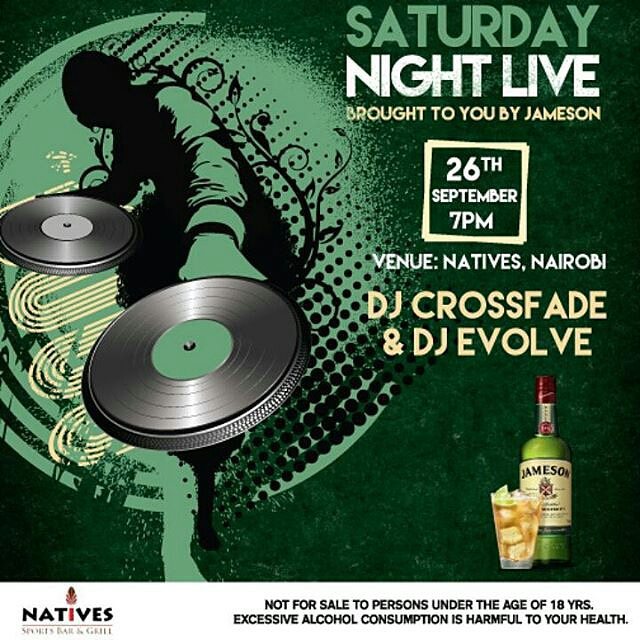 SATURDAY
NIGHT LIVE
BROUGHT TO YOU BY JAMESON
26TH
SEPTEMBER
7PM
VENUE: NATIVES, NAIROBI
DJ CROSSFADE
& DJ EVOLVE
JAMESON
NATIVES
SPORTS BAR & GRILL
NOT FOR SALE TO PERSONS UNDER THE AGE OF 18 YRS.
EXCESSIVE ALCOHOL CONSUMPTION IS HARMFUL TO YOUR HEALTH.